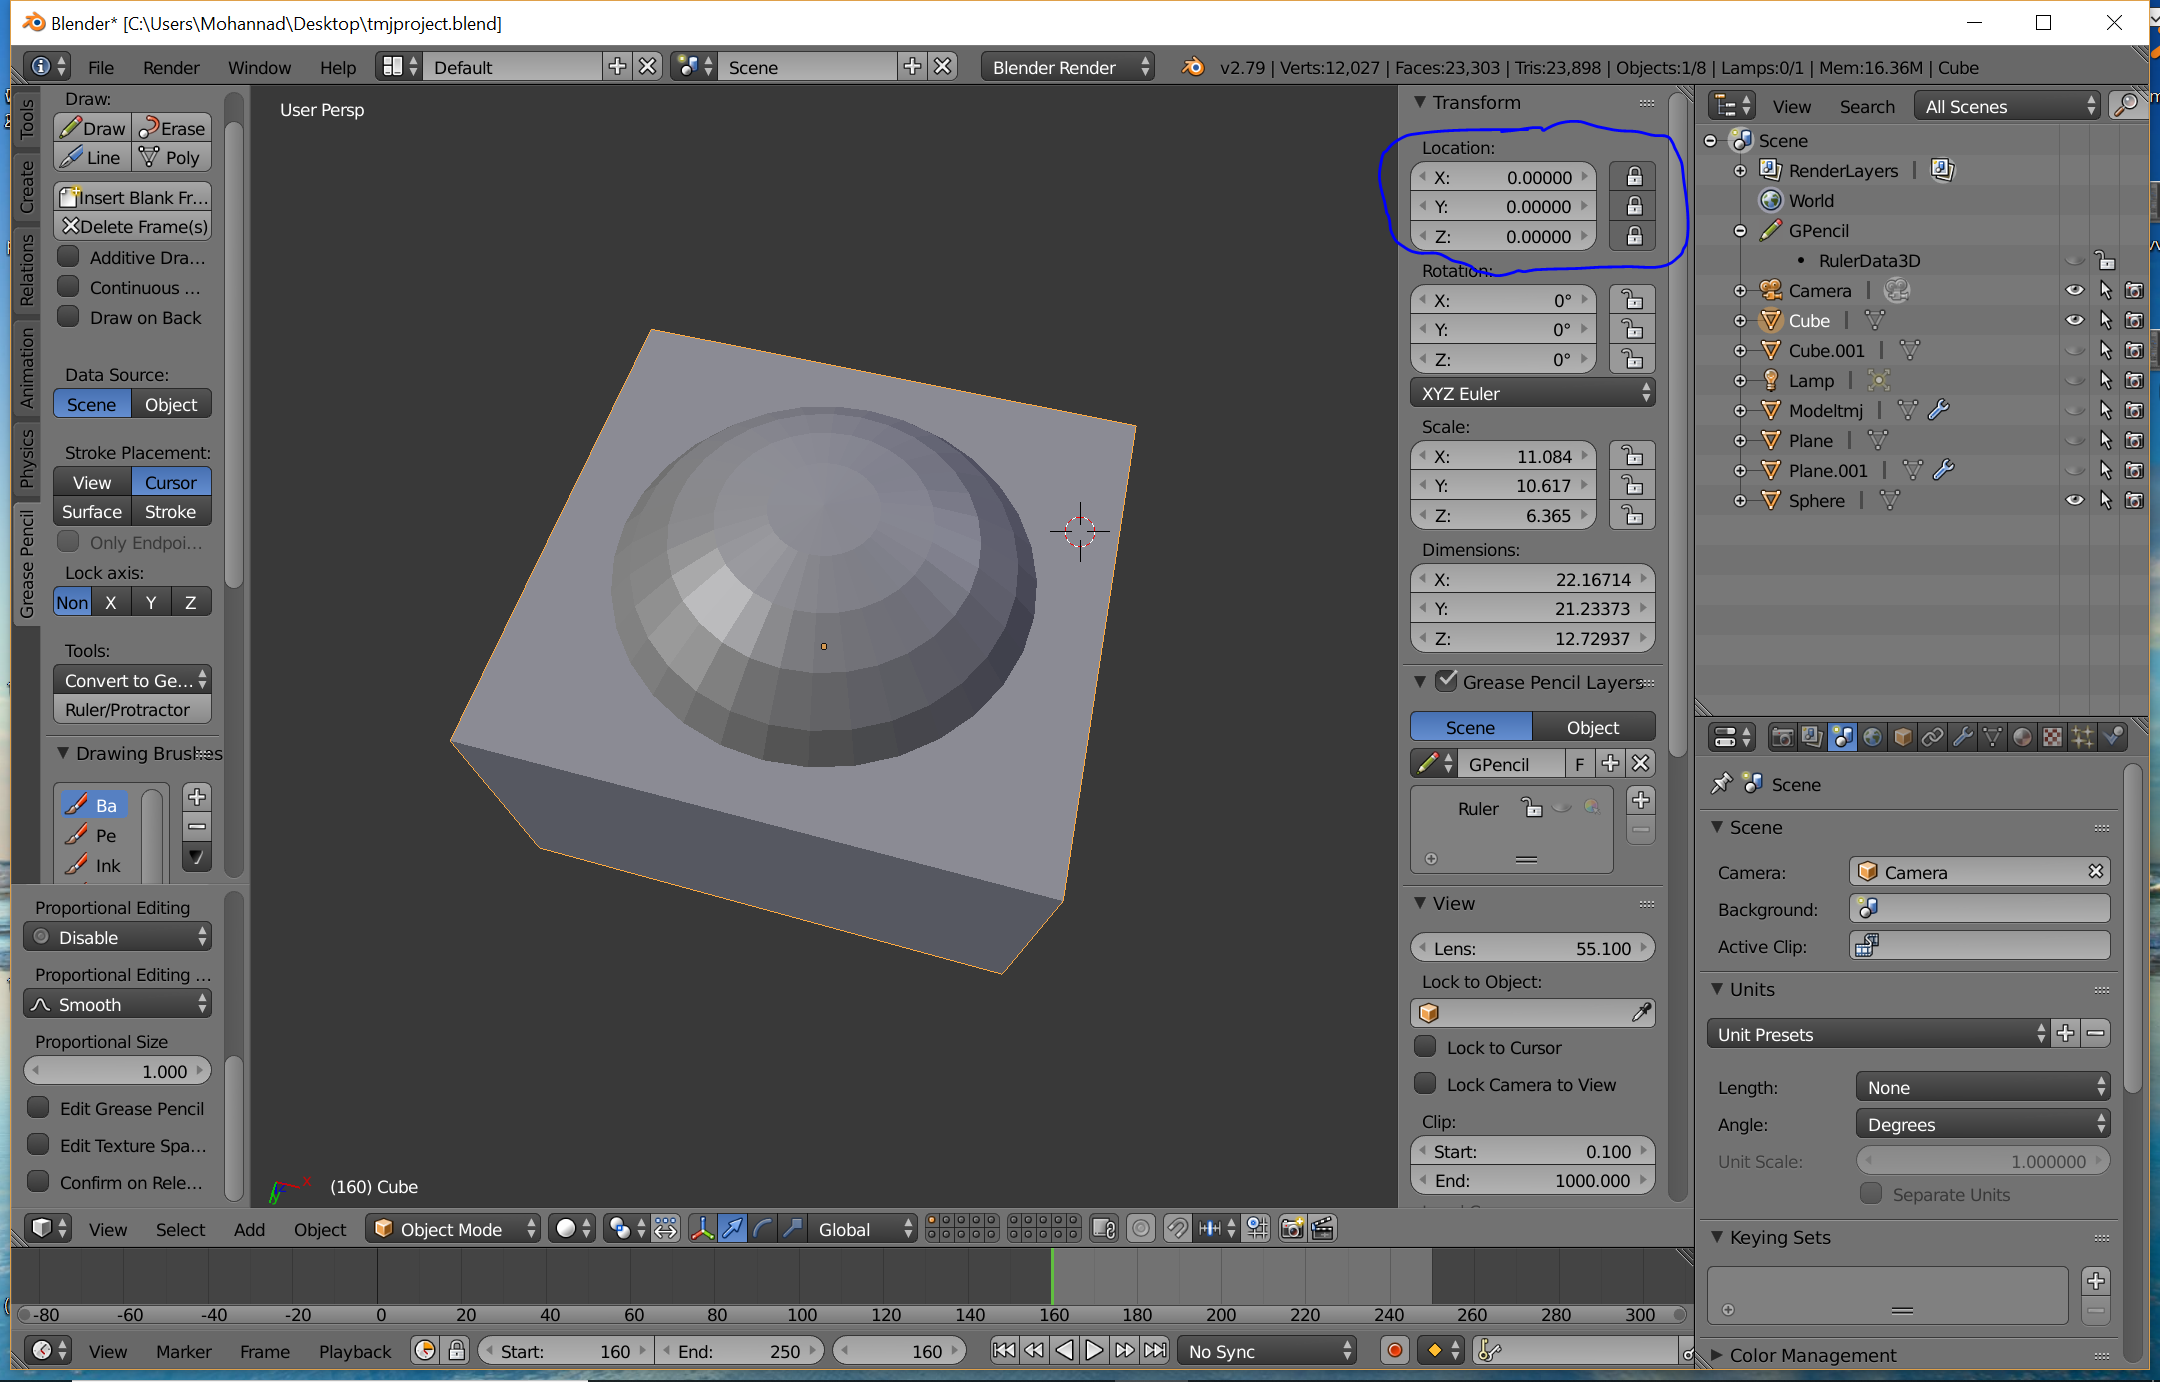 Blender* [C:\Users\Mohannad\Desktop\tmjproject.blend]
File Render Window Help Default Scene Blender Render v2.79 | Verts:12,027 | Faces:23,303 | Tris:23,898 | Objects:1/8 | Lamps:0/1 | Mem:16.36M | Cube
Tools
Create
Relations
Animation
Physics
Grease Pencil
Draw:
Draw Erase
Line Poly
Insert Blank Fr...
Delete Frame(s)
Additive Dra...
Continuous ...
Draw on Back
Data Source:
Scene Object
Stroke Placement:
View Cursor
Surface Stroke
Only Endpoi...
Lock axis:
Non X Y Z
Tools:
Convert to Ge...
Ruler/Protractor
Drawing Brushes
Ba
Pe
Ink
Proportional Editing
Disable
Proportional Editing ...
Smooth
Proportional Size
1.000
Edit Grease Pencil
Edit Texture Spa...
Confirm on Rele...
User Persp
x
(160) Cube
Transform
Location:
X: 0.00000
Y: 0.00000
Z: 0.00000
Rotation:
X: 0°
Y: 0°
Z: 0°
XYZ Euler
Scale:
X: 11.084
Y: 10.617
Z: 6.365
Dimensions:
X: 22.16714
Y: 21.23373
Z: 12.72937
Grease Pencil Layers
Scene Object
GPencil F
Ruler
View
Lens: 55.100
Lock to Object:
Lock to Cursor
Lock Camera to View
Clip:
Start: 0.100
End: 1000.000
View Search All Scenes
Scene
RenderLayers |
World
GPencil
• RulerData3D
Camera |
Cube |
Cube.001 |
Lamp |
Modeltmj |
Plane |
Plane.001 |
Sphere |
Scene
Scene
Camera: Camera
Background:
Active Clip:
Units
Unit Presets
Length: None
Angle: Degrees
Unit Scale: 1.000000
Separate Units
Keying Sets
Color Management
View Select Add Object Object Mode Global
-80 -60 -40 -20 0 20 40 60 80 100 120 140 160 180 200 220 240 260 280 300
View Marker Frame Playback Start: 160 End: 250 160 No Sync